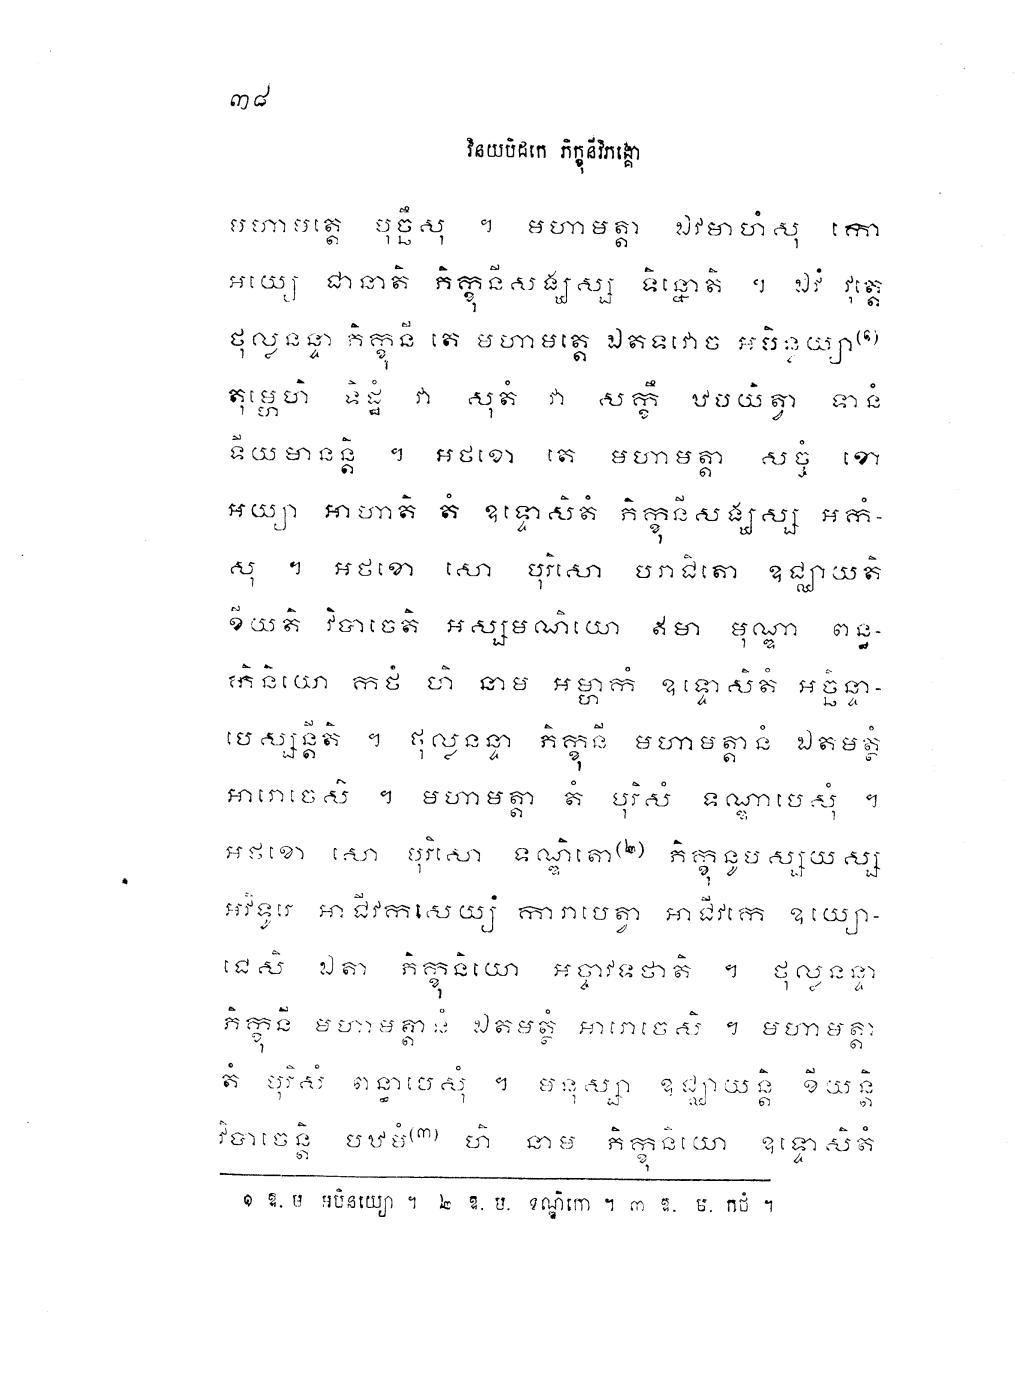 ៣៨
វិនយបិដកេ ភិក្ខុនីវិភង្គោ
មហាមត្តេ បុច្ឆឹសុ ។ មហាមត្តា ឯវមាហំសុ កោ
អយ្យេ ជានាតិ ភិក្ខុនីសង្ឃស្ស ទិន្នោតិ ។ ឯវំ វុត្តេ
ថុល្លនន្ទា ភិក្ខុនី តេ មហាមត្តេ ឯតទវោច អបិនុយ្យា(១)
តុម្ហេហិ ទិដ្ឋំ វា សុតំ វា សក្ខឹ ឋបយិត្វា ទានំ
ទីយមានន្តិ ។ អថខោ តេ មហាមត្តា សច្ចំ ខោ
អយ្យា អាហាតិ តំ ឧទ្ទោសិតំ ភិក្ខុនីសង្ឃស្ស អកំ-
សុ ។ អថខោ សោ បុរិសោ បរាជិតោ ឧជ្ឈាយតិ
ខីយតិ វិបាចេតិ អស្សមណិយោ ឥមា មុណ្ឌា ពន្ធ-
កិនិយោ កថំ ហិ នាម អម្ហាកំ ឧទ្ទោសិតំ អច្ឆិន្ទា-
បេស្សន្តីតិ ។ ថុល្លនន្ទា ភិក្ខុនី មហាមត្តានំ ឯតមត្ថំ
អារោចេសិ ។ មហាមត្តា តំ បុរិសំ ទណ្ឌាបេសុំ ។
អថខោ សោ បុរិសោ ទណ្ឌិតោ(២) ភិក្ខុនូបស្សយស្ស
អវិទូរេ អាជីវកសេយ្យំ ការាបេត្វា អាជីវកេ ឧយ្យោ-
ជេសិ ឯតា ភិក្ខុនិយោ អច្ចាវទថាតិ ។ ថុល្លនន្ទា
ភិក្ខុនី មហាមត្តានំ ឯតមត្ថំ អារោចេសិ ។ មហាមត្តា
តំ បុរិសំ ពន្ធាបេសុំ ។ មនុស្សា ឧជ្ឈាយន្តិ ខីយន្តិ
វិបាចេន្តិ បឋមំ(៣) ហិ នាម ភិក្ខុនិយោ ឧទ្ទោសិតំ
១ ឱ. ម អបិនយ្យោ ។ ២ ឱ. ម. ទណ្ឌិកោ ។ ៣ ឱ. ម. កថំ ។